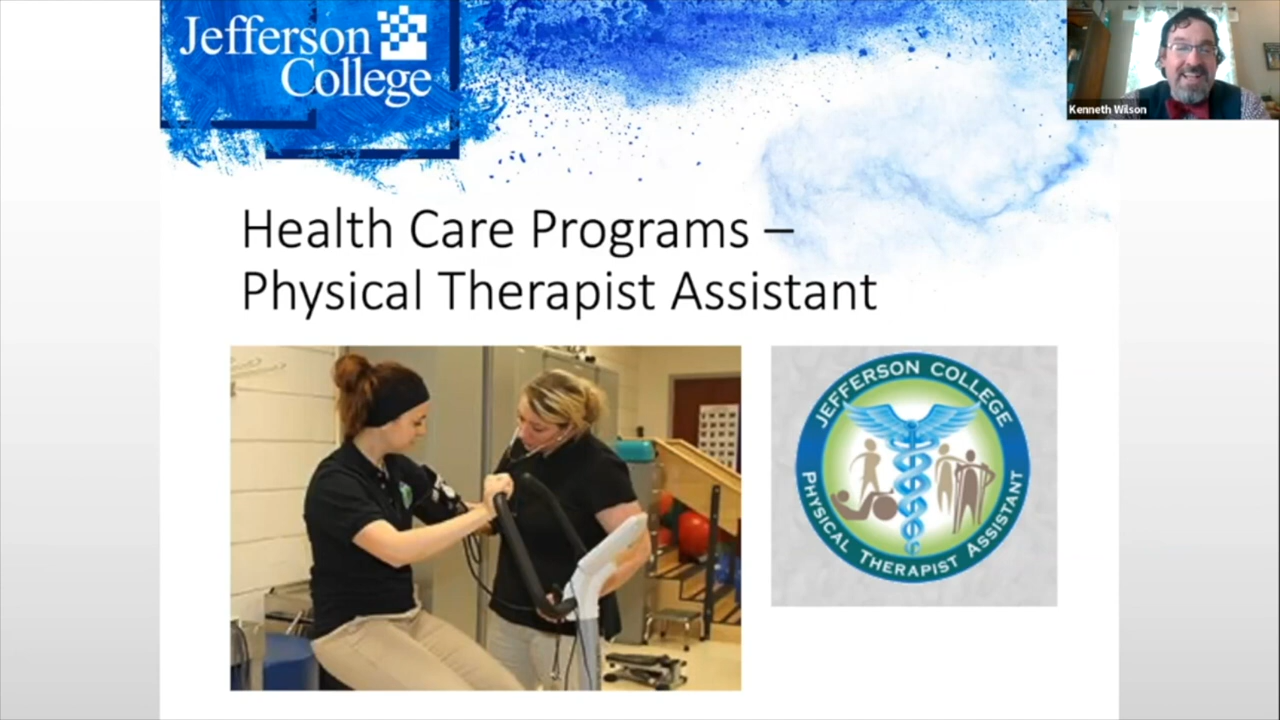 Jefferson
College
Kenneth Wilson
Health Care Programs –
Physical Therapist Assistant
JEFFERSON COLLEGE
PHYSICAL THERAPIST ASSISTANT